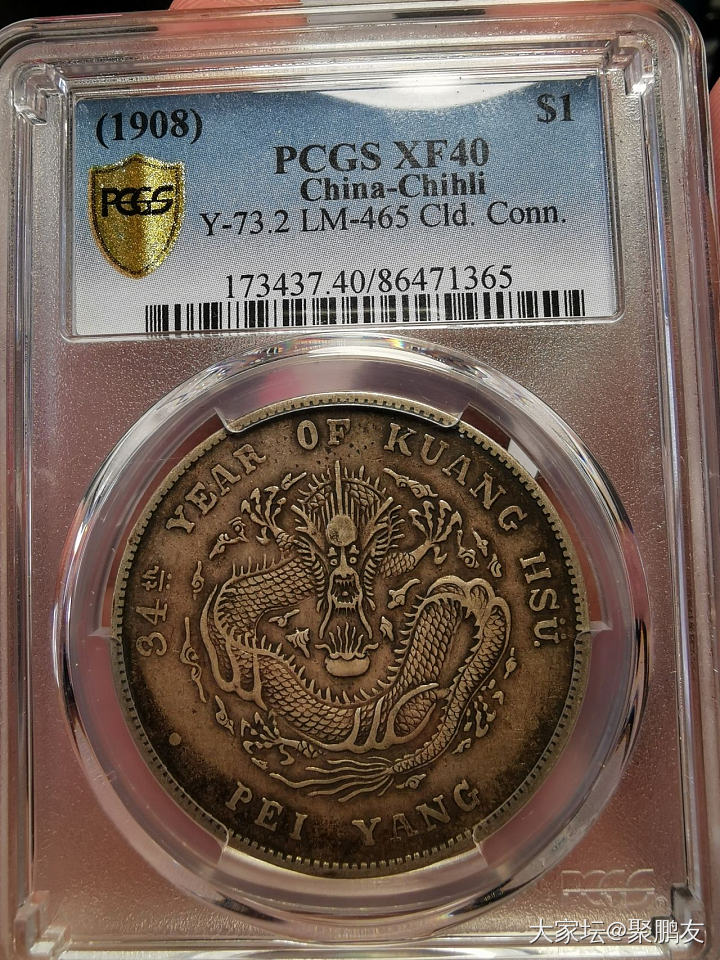 (1908)
$1
PCGS XF40
China-Chihli
PCGS
Y-73.2 LM-465 Cld. Conn.
173437.40/86471365
34th YEAR OF KUANG HSÜ.
PEI YANG
PCGS
大家坛@聚鹏友